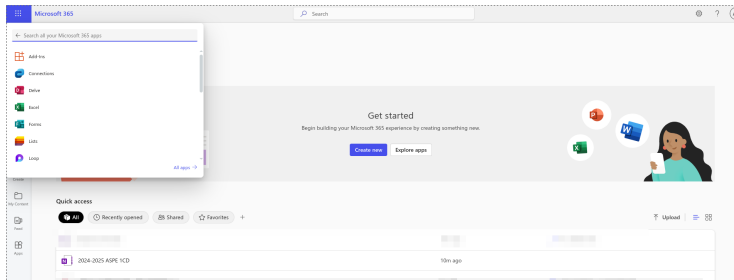 Microsoft 365
Search
?
Search all your Microsoft 365 apps
Add-Ins
Connections
Delve
Excel
Forms
Lists
Loop
All apps →
Get started
Begin building your Microsoft 365 experience by creating something new.
Create new Explore apps
Create
My Content
Feed
Apps
Quick access
All Recently opened Shared Favorites +
Upload
2024-2025 ASPE 1CD 10m ago